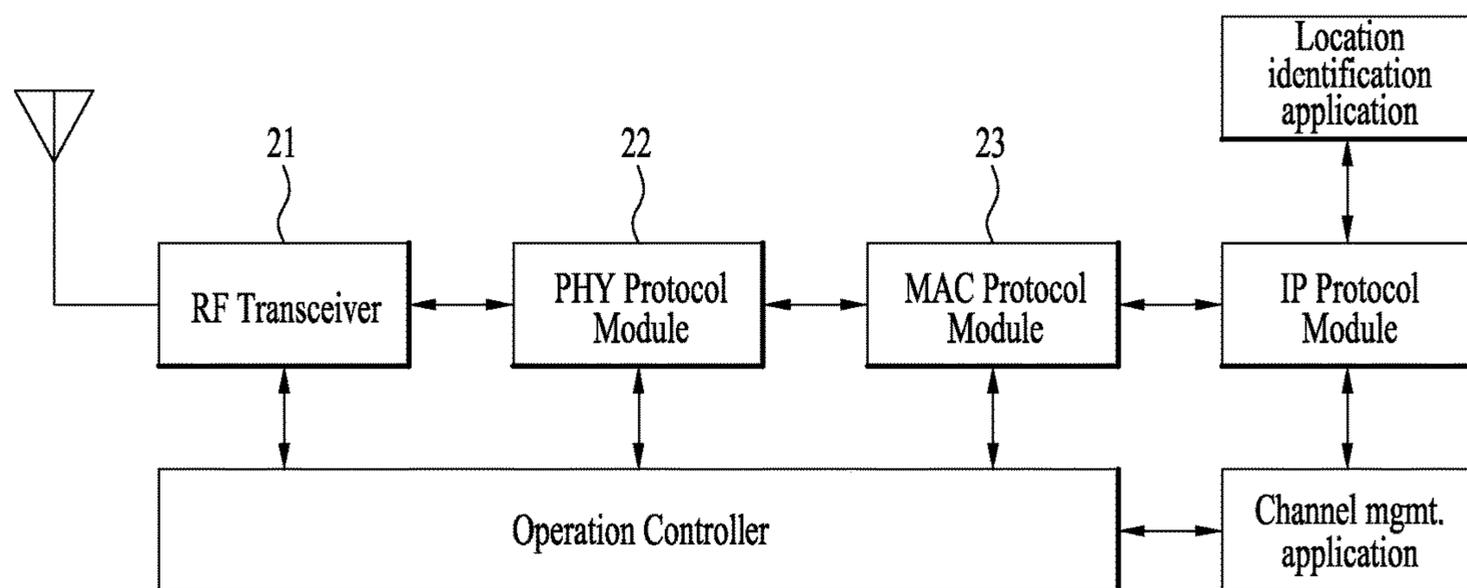 Location
identification
application
21
22
23
RF Transceiver
PHY Protocol
Module
MAC Protocol
Module
IP Protocol
Module
Operation Controller
Channel mgmt.
application